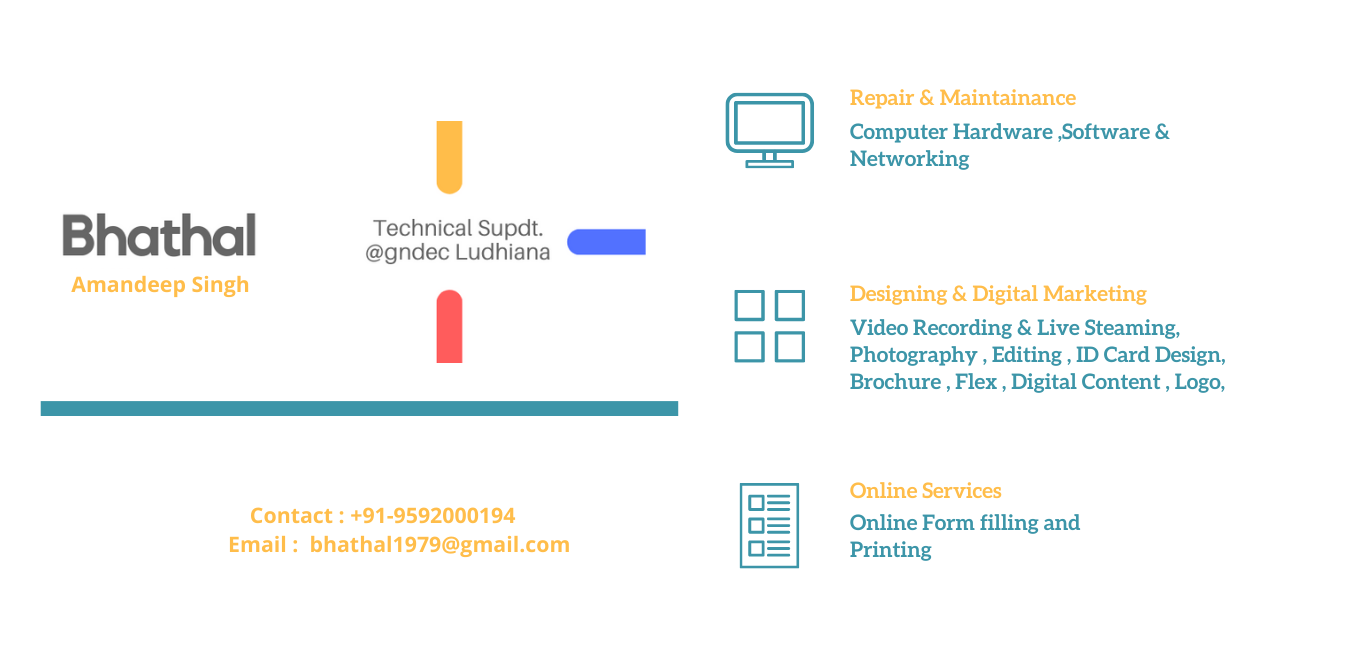 Bhathal
Amandeep Singh
Technical Supdt.
@gndec Ludhiana
Contact : +91-9592000194
Email :  bhathal1979@gmail.com
Repair & Maintainance
Computer Hardware ,Software &
Networking
Designing & Digital Marketing
Video Recording & Live Steaming,
Photography , Editing , ID Card Design,
Brochure , Flex , Digital Content , Logo,
Online Services
Online Form filling and
Printing